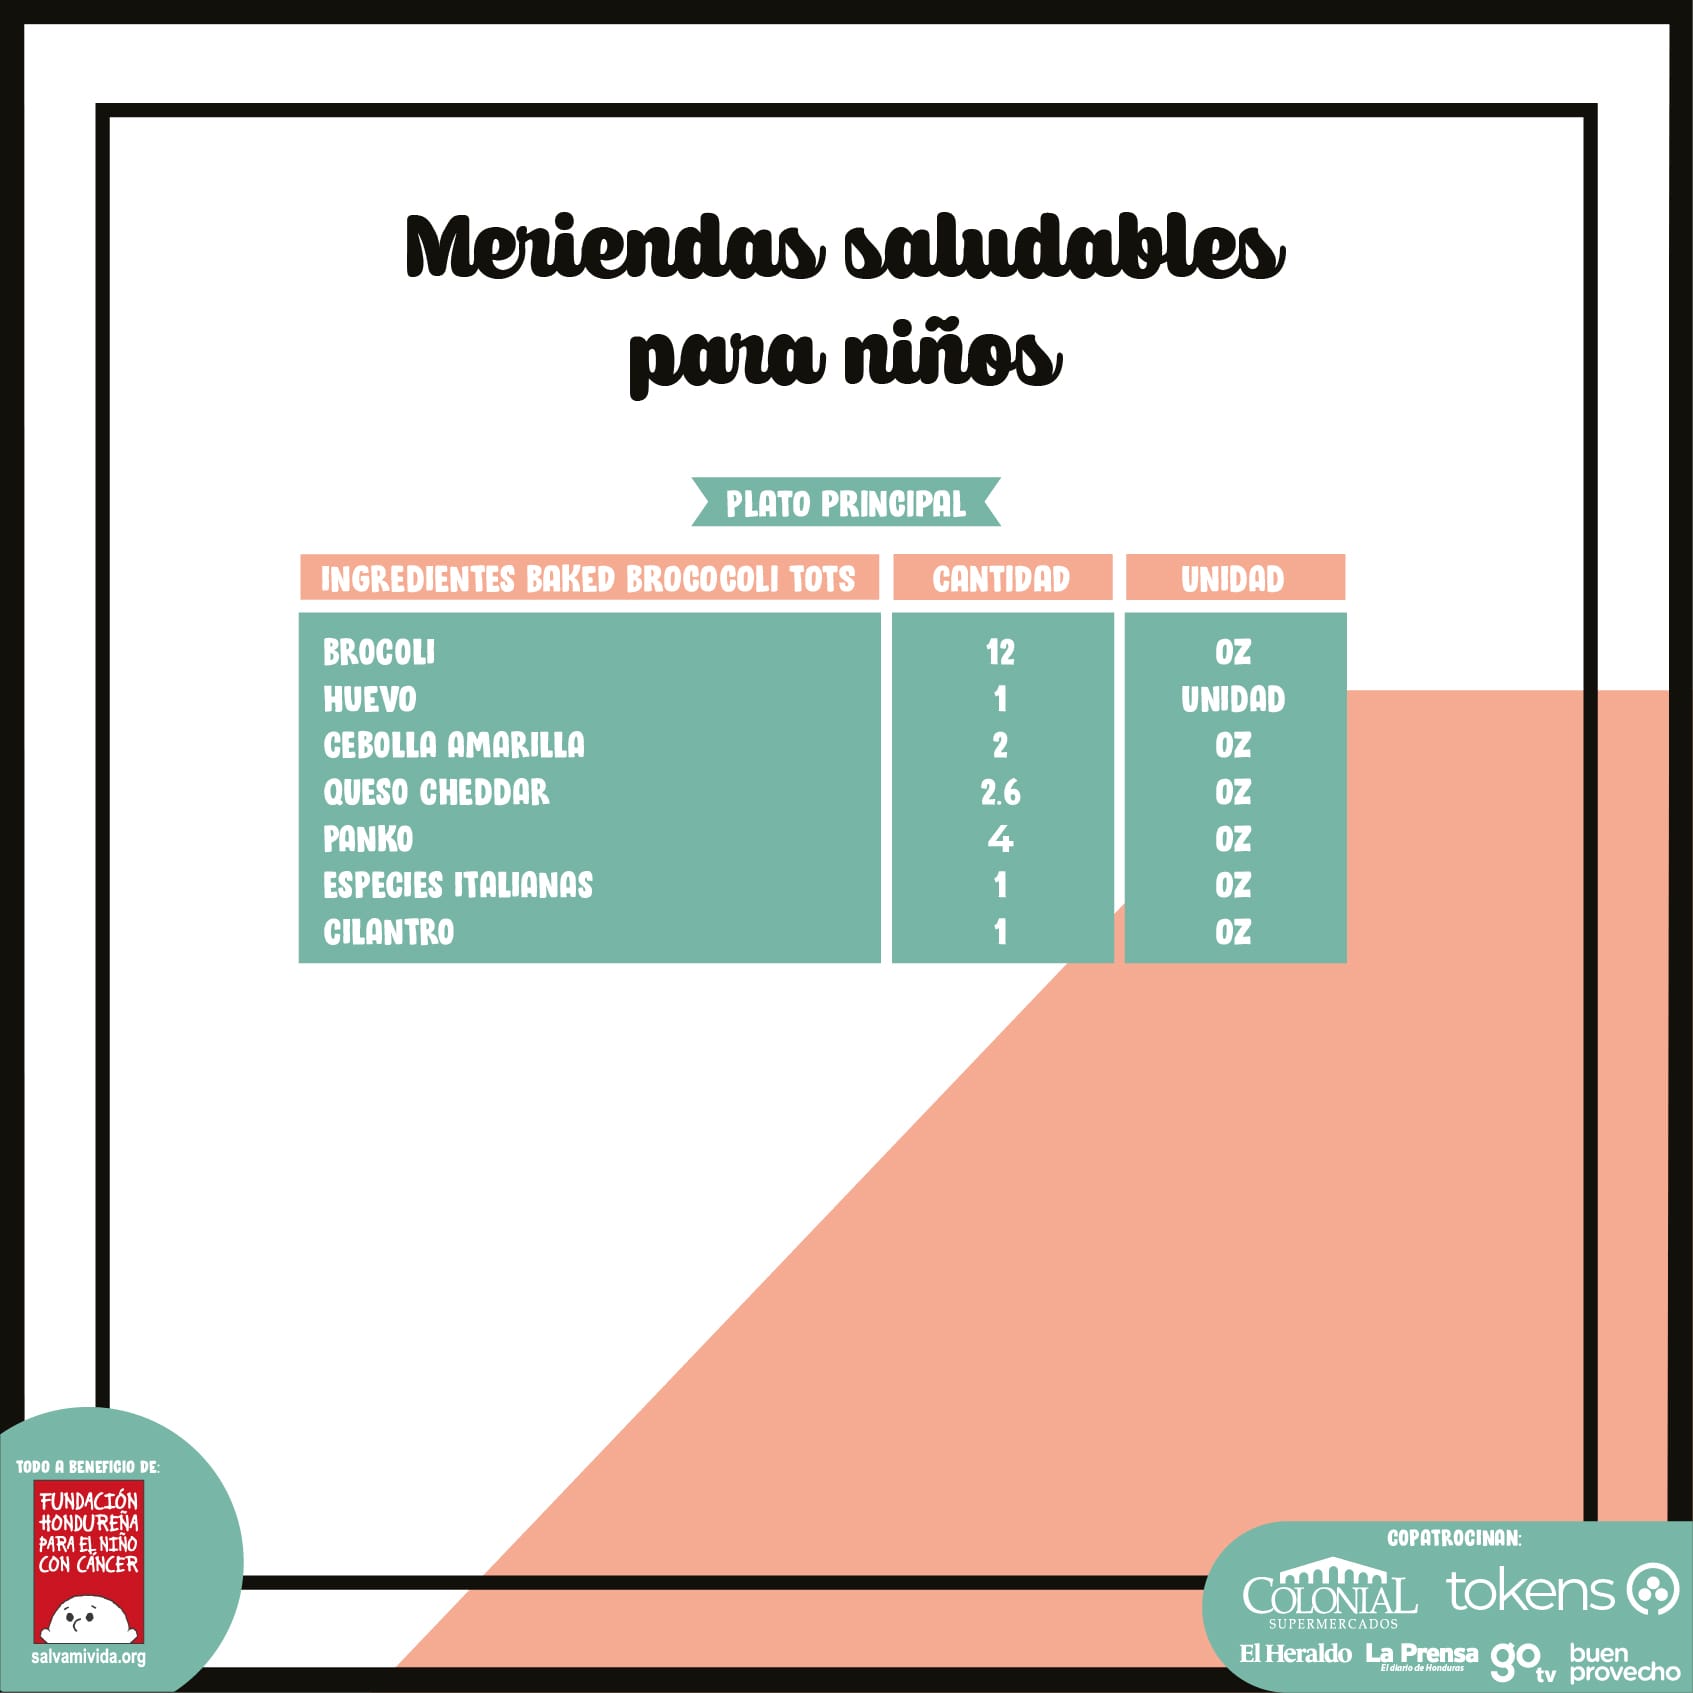 Meriendas saludables
para niños
PLATO PRINCIPAL
INGREDIENTES BAKED BROCOCOLI TOTS CANTIDAD UNIDAD
BROCOLI 12 OZ
HUEVO 1 UNIDAD
CEBOLLA AMARILLA 2 OZ
QUESO CHEDDAR 2.6 OZ
PANKO 4 OZ
ESPECIES ITALIANAS 1 OZ
CILANTRO 1 OZ
TODO A BENEFICIO DE:
FUNDACIÓN
HONDUREÑA
PARA EL NIÑO
CON CÁNCER
salvamivida.org
COPATROCINAN:
COLONIAL
SUPERMERCADOS
tokens
El Heraldo
La Prensa
El diario de Honduras
go tv
buen
provecho